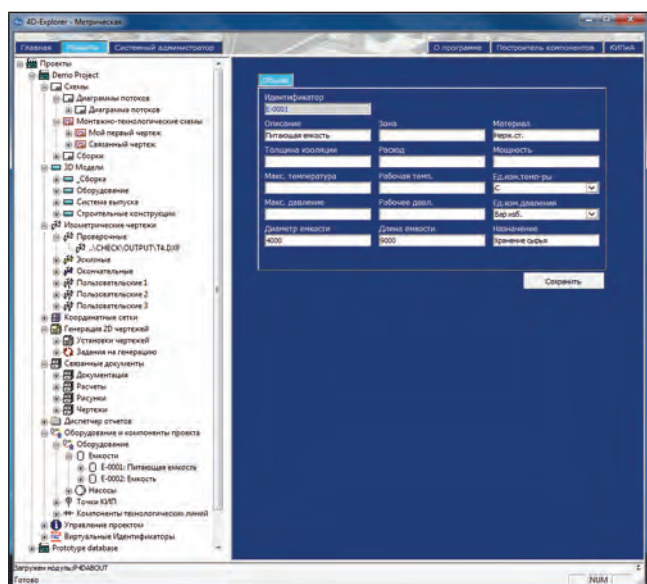 4D-Explorer - Метрическая
Главная
Системный администратор
О программе
Построитель компонентов
КИПиА
Проекты
Demo Project
Схемы
Диаграммы потоков
Диаграмма потоков
Монтажно-технологические схемы
Мой первый чертеж
Связанный чертеж
Сборки
3D Модели
_Сборка
Оборудование
Система выпуска
Строительные конструкции
Изометрические чертежи
Проверочные
..\CHECK\OUTPUT\T4.DXF
Эскизные
Окончательные
Пользовательские 1
Пользовательские 2
Пользовательские 3
Координатные сетки
Генерация 2D чертежей
Установки чертежей
Задания на генерацию
Связанные документы
Документация
Расчеты
Рисунки
Чертежи
Диспетчер отчетов
Оборудование и компоненты проекта
Оборудование
Емкости
E-0001: Питающая емкость
E-0002: Емкость
Насосы
Точки КИП
Компоненты технологических линий
Управление проектом
Виртуальные Идентификаторы
Prototype database
Общие
Идентификатор
E-0001
Описание Зона Материал
Питающая емкость Нерж.ст.
Толщина изоляции Расход Мощность
Макс. температура Рабочая темп. Ед.изм.темп-ры
C
Макс. давление Рабочее давл. Ед.изм.давления
Бар изб.
Диаметр емкости Длина емкости Назначение
4000 9000 Хранение сырья
Сохранить
Загружен модуль:P4DABOUT
Готово NUM